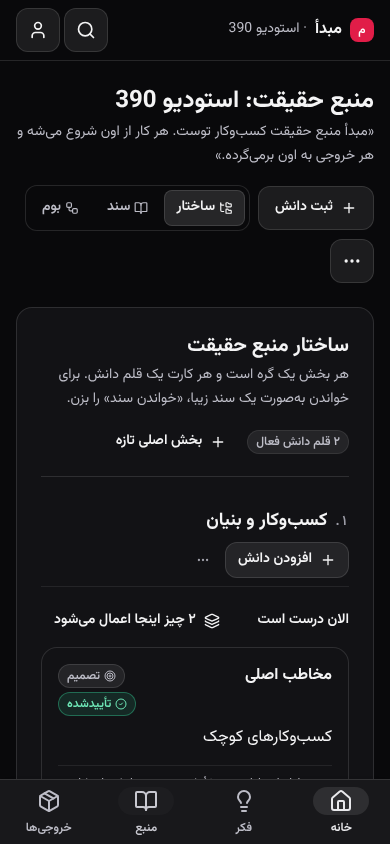 م مبدأ · استودیو 390
منبع حقیقت: استودیو 390
«مبدأ منبع حقیقت کسب‌وکار توست. هر کار از اون شروع می‌شه و
هر خروجی به اون برمی‌گرده.»
ثبت دانش ساختار سند بوم
ساختار منبع حقیقت
هر بخش یک گره است و هر کارت یک قلم دانش. برای
خواندن به‌صورت یک سند زیبا، «خواندن سند» را بزن.
۲ قلم دانش فعال بخش اصلی تازه
۱. کسب‌وکار و بنیان
افزودن دانش
الان درست است ۲ چیز اینجا اعمال می‌شود
مخاطب اصلی تصمیم
تأییدشده
کسب‌وکارهای کوچک
خانه فکر منبع خروجی‌ها